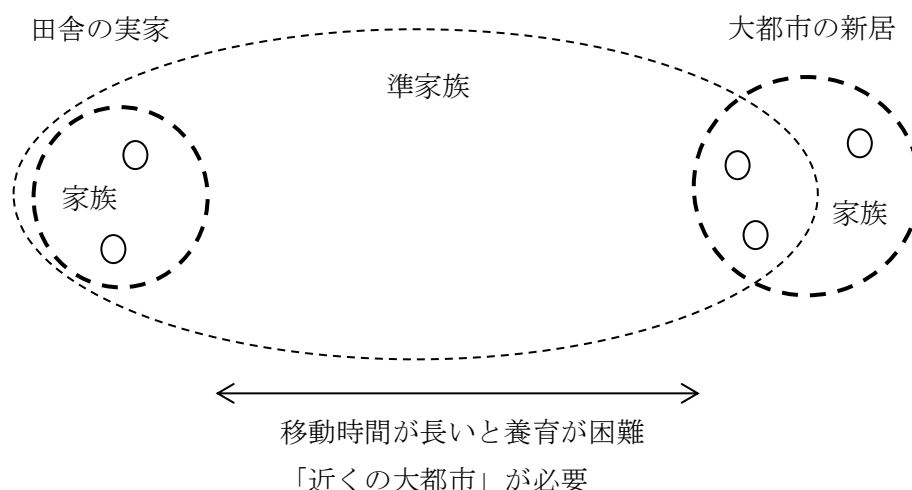 田舎の実家
大都市の新居
準家族
家族
家族
移動時間が長いと養育が困難
「近くの大都市」が必要